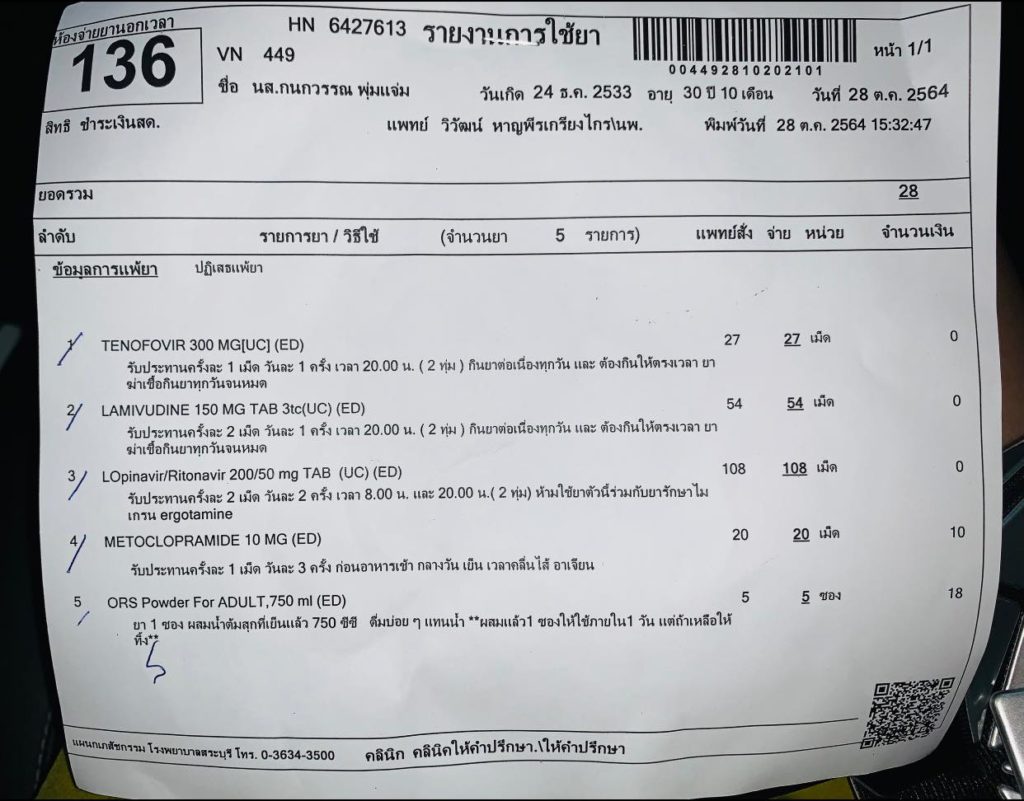 ห้องจ่ายยานอกเวลา
136
HN 6427613 รายงานการใช้ยา
004492810202101
หน้า 1/1
VN 449
ชื่อ นส.กนกวรรณ พุ่มแจ่ม วันเกิด 24 ธ.ค. 2533 อายุ 30 ปี 10 เดือน วันที่ 28 ต.ค. 2564
สิทธิ ชำระเงินสด. แพทย์ วิวัฒน์ หาญพีรเกรียงไกร\นพ. พิมพ์วันที่ 28 ต.ค. 2564 15:32:47
ยอดรวม 28
ลำดับ รายการยา / วิธีใช้ (จำนวนยา 5 รายการ) แพทย์สั่ง จ่าย หน่วย จำนวนเงิน
ข้อมูลการแพ้ยา ปฏิเสธแพ้ยา
1 TENOFOVIR 300 MG[UC] (ED) 27 27 เม็ด 0
รับประทานครั้งละ 1 เม็ด วันละ 1 ครั้ง เวลา 20.00 น. ( 2 ทุ่ม ) กินยาต่อเนื่องทุกวัน และ ต้องกินให้ตรงเวลา ยา
ฆ่าเชื้อกินยาทุกวันจนหมด
2 LAMIVUDINE 150 MG TAB 3tc(UC) (ED) 54 54 เม็ด 0
รับประทานครั้งละ 2 เม็ด วันละ 1 ครั้ง เวลา 20.00 น. ( 2 ทุ่ม ) กินยาต่อเนื่องทุกวัน และ ต้องกินให้ตรงเวลา ยา
ฆ่าเชื้อกินยาทุกวันจนหมด
3 LOpinavir/Ritonavir 200/50 mg TAB (UC) (ED) 108 108 เม็ด 0
รับประทานครั้งละ 2 เม็ด วันละ 2 ครั้ง เวลา 8.00 น. และ 20.00 น.( 2 ทุ่ม) ห้ามใช้ยาตัวนี้ร่วมกับยารักษาไม
เกรน ergotamine
4 METOCLOPRAMIDE 10 MG (ED) 20 20 เม็ด 10
รับประทานครั้งละ 1 เม็ด วันละ 3 ครั้ง ก่อนอาหารเช้า กลางวัน เย็น เวลาคลื่นไส้ อาเจียน
5 ORS Powder For ADULT,750 ml (ED) 5 5 ซอง 18
ยา 1 ซอง ผสมน้ำต้มสุกที่เย็นแล้ว 750 ซีซี ดื่มบ่อย ๆ แทนน้ำ **ผสมแล้ว1 ซองให้ใช้ภายใน1 วัน แต่ถ้าเหลือให้
ทิ้ง**
แผนกเภสัชกรรม โรงพยาบาลสระบุรี โทร. 0-3634-3500 คลินิก คลินิคให้คำปรึกษา.\ให้คำปรึกษา